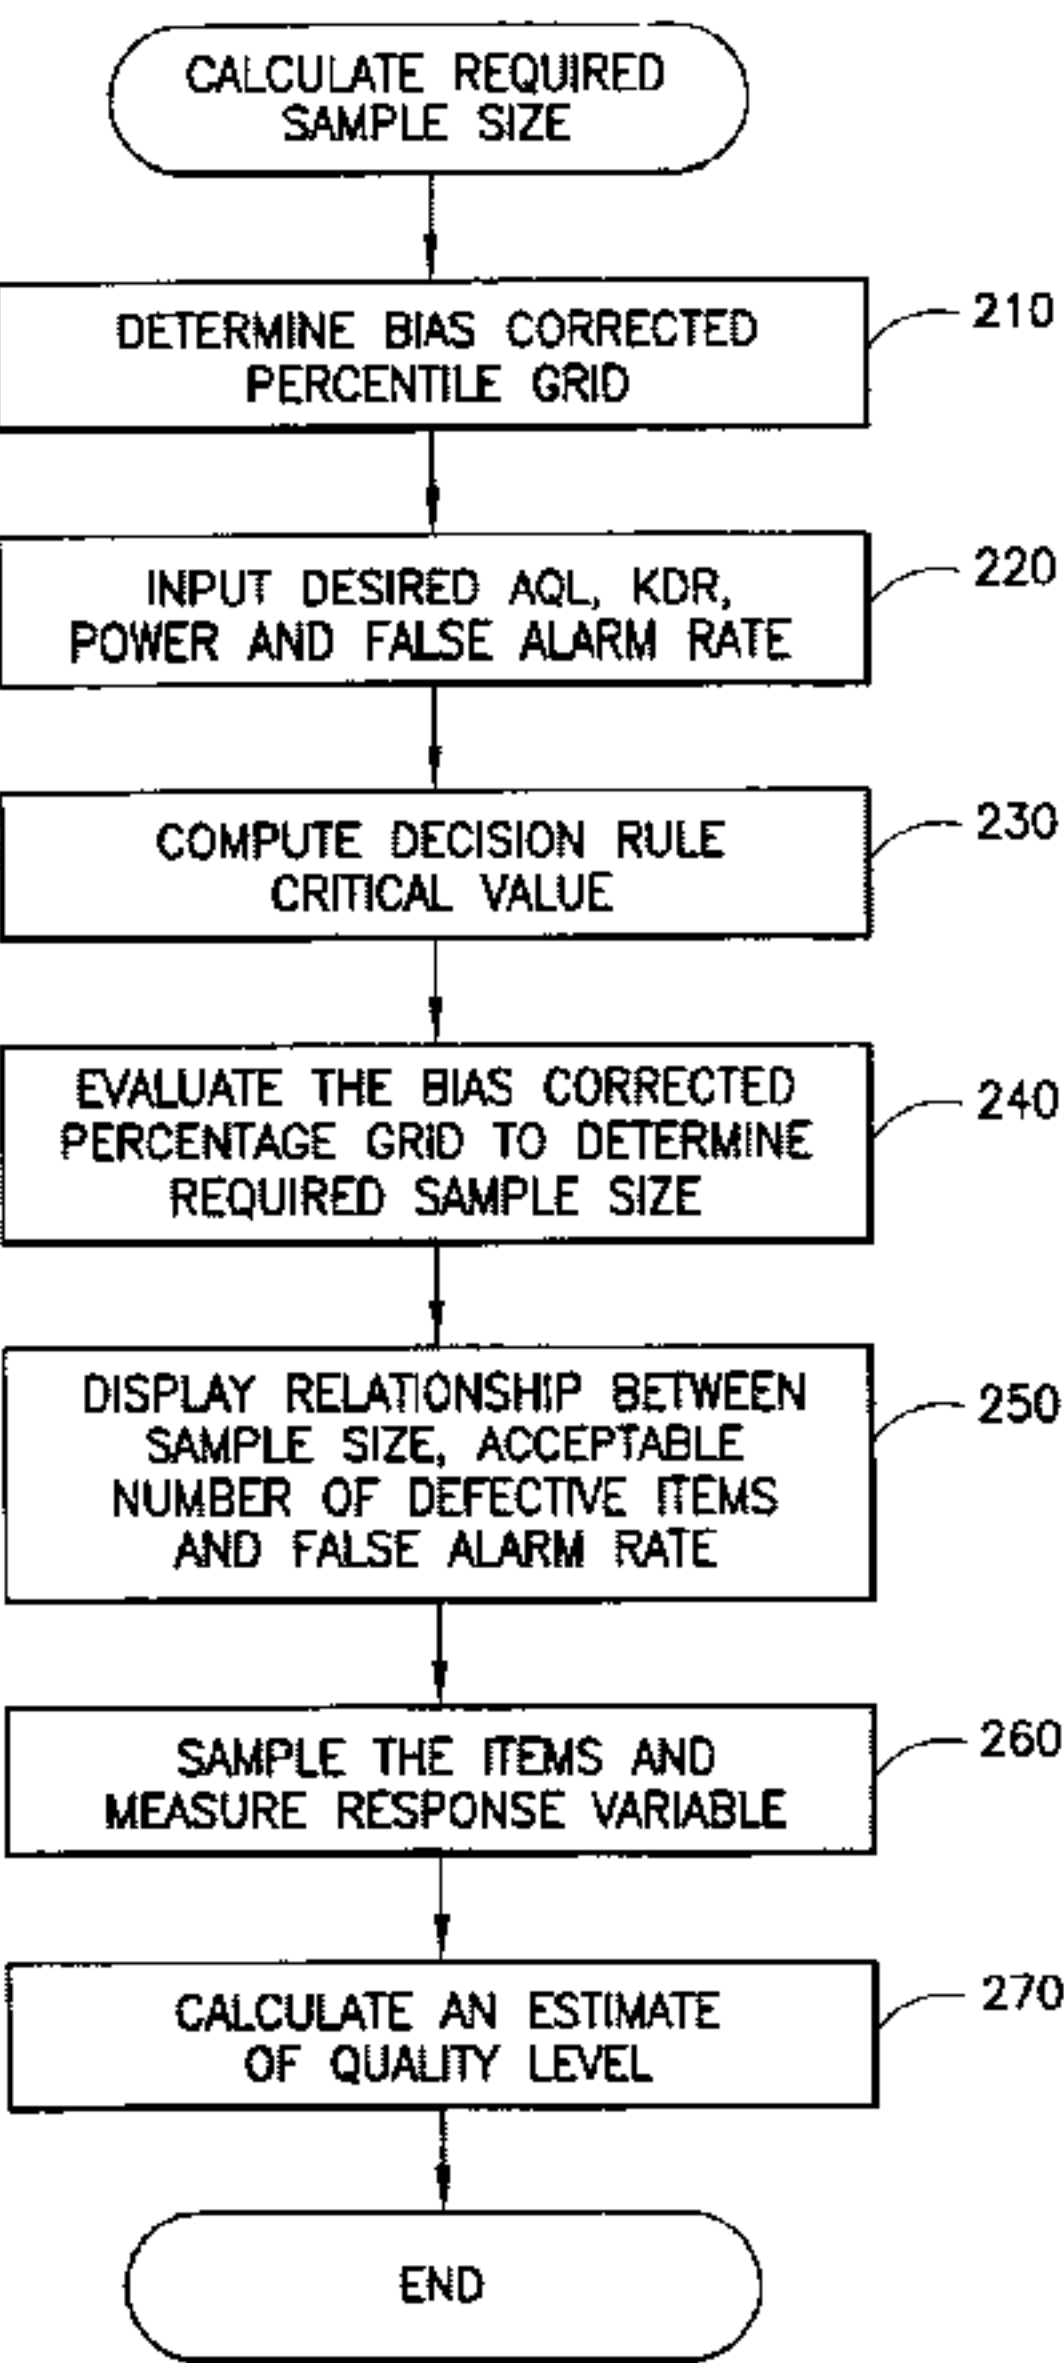 CALCULATE REQUIRED
SAMPLE SIZE
DETERMINE BIAS CORRECTED
PERCENTILE GRID
210
INPUT DESIRED AQL, KDR,
POWER AND FALSE ALARM RATE
220
COMPUTE DECISION RULE
CRITICAL VALUE
230
EVALUATE THE BIAS CORRECTED
PERCENTAGE GRID TO DETERMINE
REQUIRED SAMPLE SIZE
240
DISPLAY RELATIONSHIP BETWEEN
SAMPLE SIZE, ACCEPTABLE
NUMBER OF DEFECTIVE ITEMS
AND FALSE ALARM RATE
250
SAMPLE THE ITEMS AND
MEASURE RESPONSE VARIABLE
260
CALCULATE AN ESTIMATE
OF QUALITY LEVEL
270
END